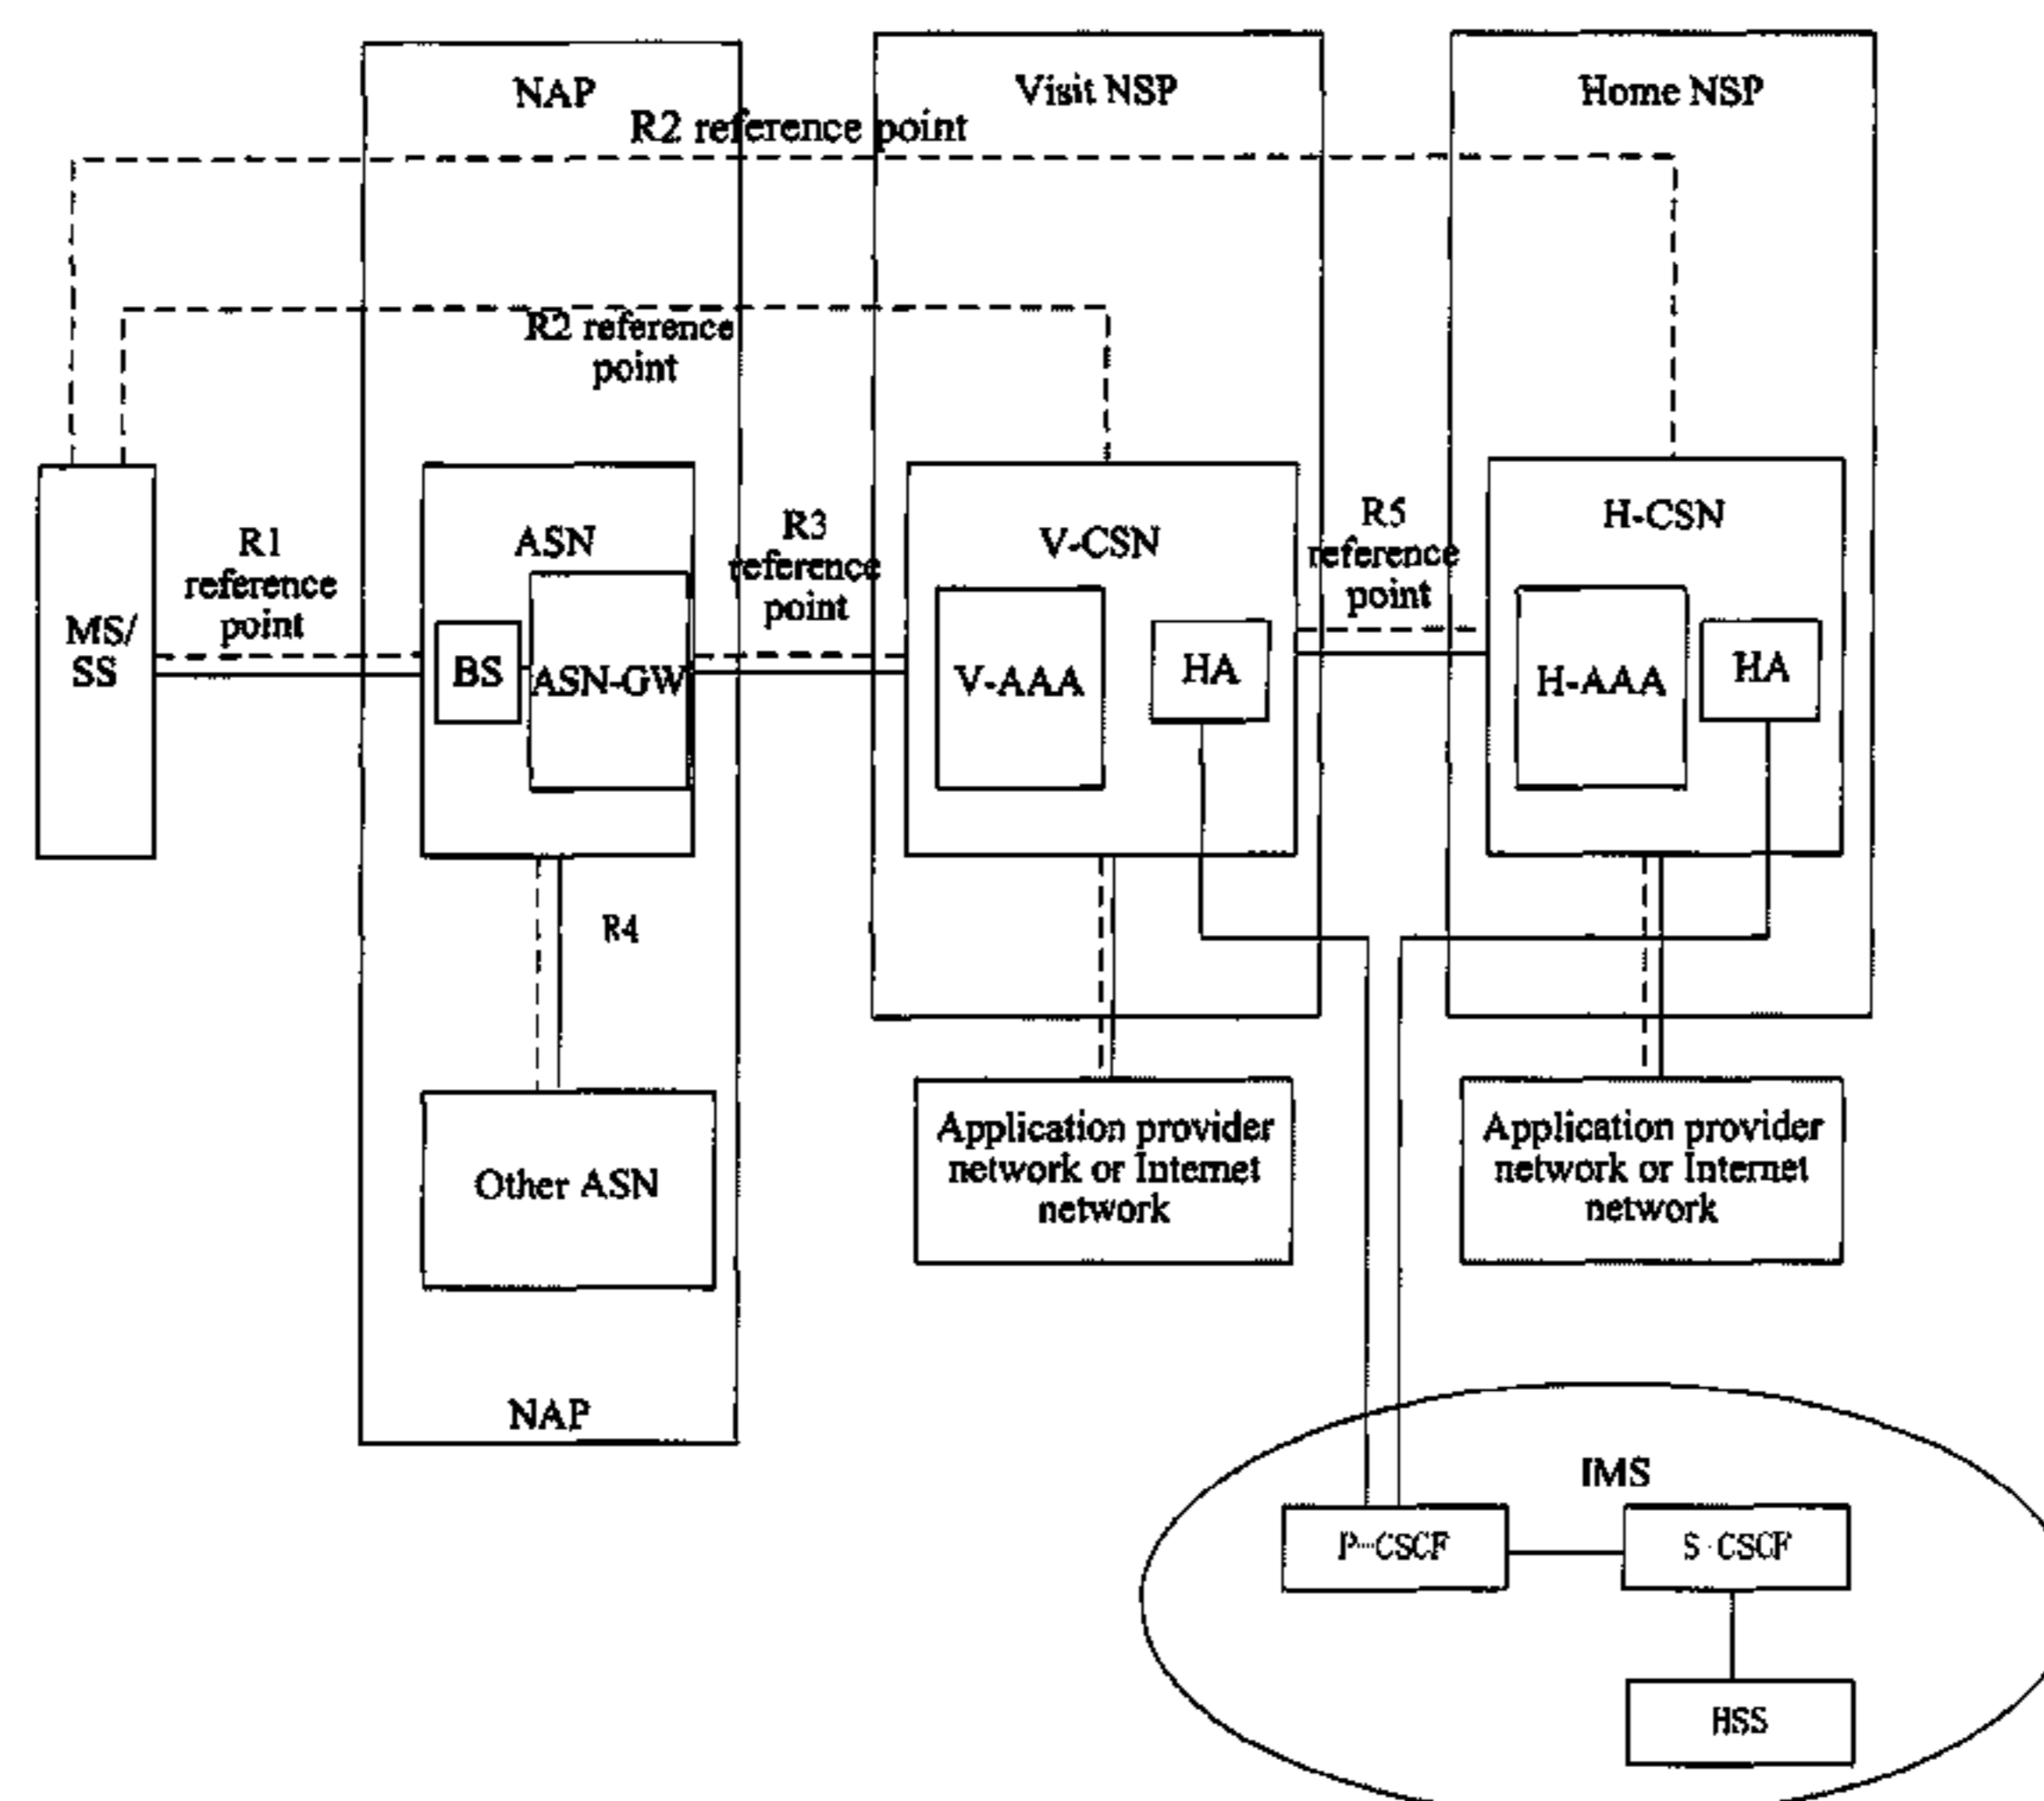 NAP
Visit NSP
Home NSP
R2 reference point
R2 reference
point
R1
reference
point
MS/
SS
ASN
BS
ASN-GW
R3
reference
point
V-CSN
V-AAA
HA
R5
reference
point
H-CSN
H-AAA
HA
R4
Other ASN
Application provider
network or Internet
network
Application provider
network or Internet
network
NAP
IMS
P-CSCF
S-CSCF
HSS